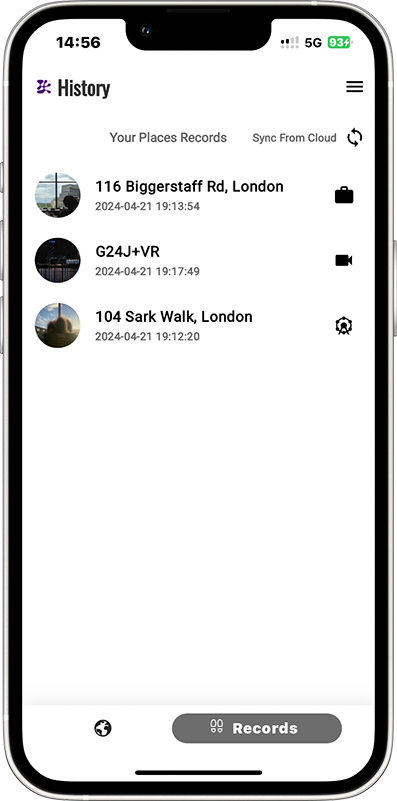 14:56
5G
93
History
Your Places Records
Sync From Cloud
116 Biggerstaff Rd, London
2024-04-21 19:13:54
G24J+VR
2024-04-21 19:17:49
104 Sark Walk, London
2024-04-21 19:12:20
Records